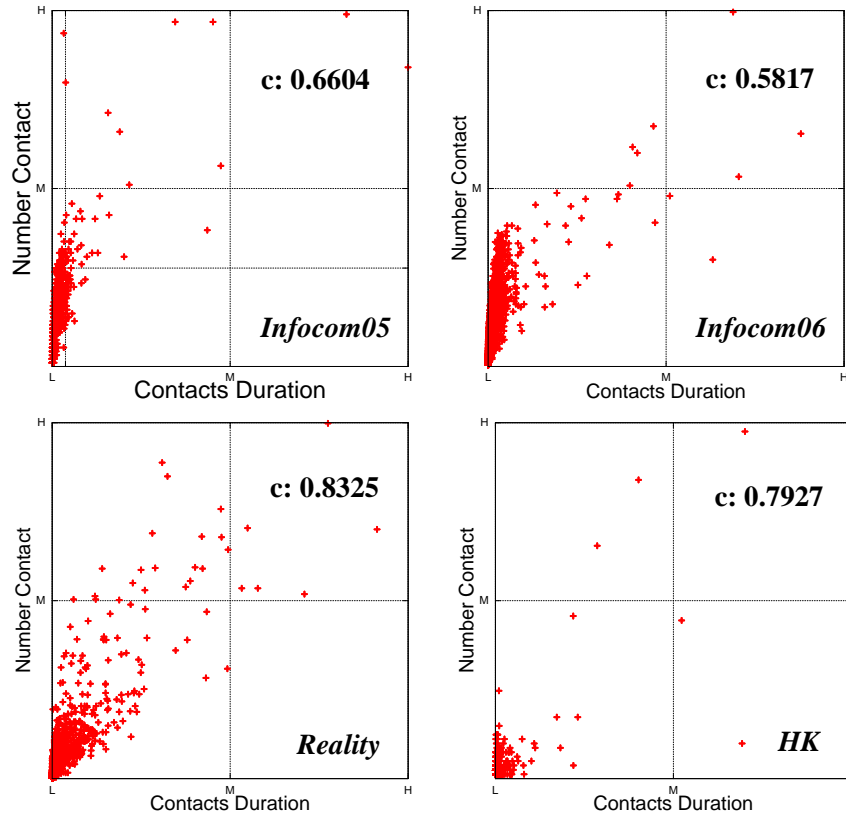 H
c: 0.6604
Number Contact
M
Infocom05
L
M
H
Contacts Duration
H
c: 0.5817
Number Contact
M
Infocom06
L
M
H
Contacts Duration
H
c: 0.8325
Number Contact
M
Reality
L
M
H
Contacts Duration
H
c: 0.7927
Number Contact
M
HK
L
M
Contacts Duration